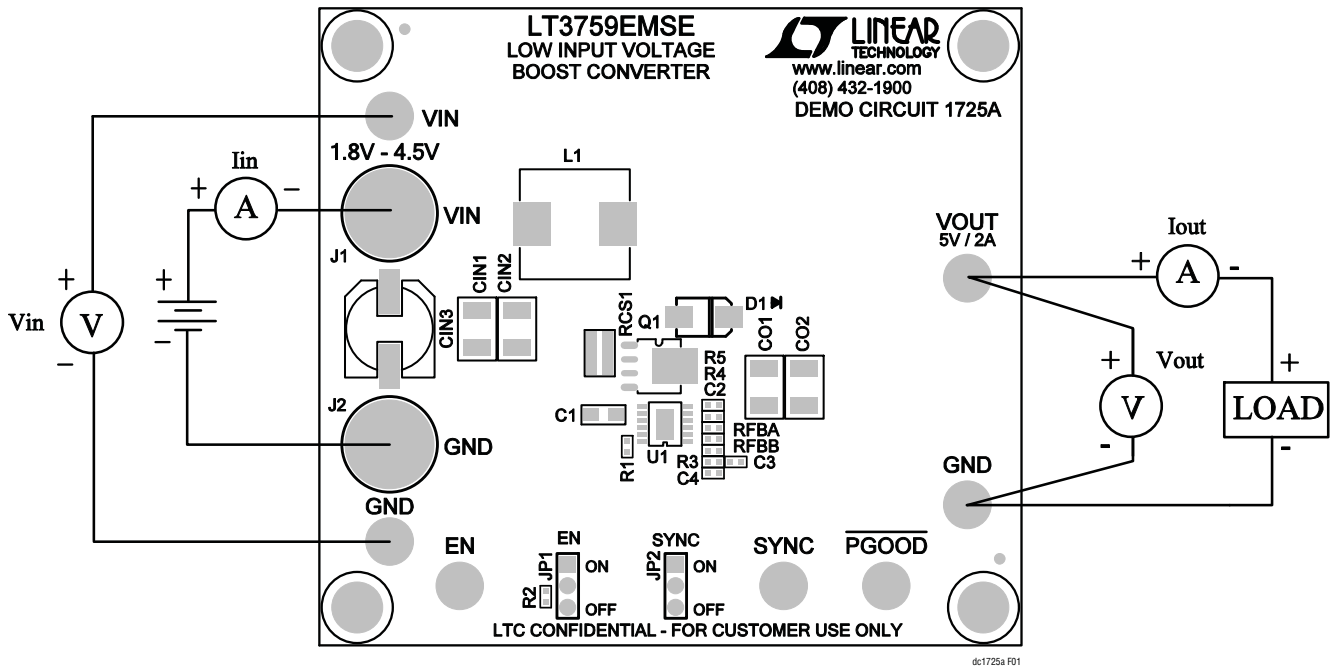 LT3759EMSE
LOW INPUT VOLTAGE
BOOST CONVERTER
LINEAR
TECHNOLOGY
www.linear.com
(408) 432-1900
DEMO CIRCUIT 1725A
VIN
1.8V - 4.5V
Iin
+
A
–
VIN
J1
L1
VOUT
5V / 2A
Iout
+
A
-
Vin
+
V
–
+
–
CIN3
CIN1
CIN2
RCS1
Q1
D1
CO1
CO2
R5
R4
C2
Vout
+
V
-
+
LOAD
-
J2
GND
C1
R1
U1
RFBA
RFBB
R3
C3
C4
GND
GND
EN
EN
JP1
ON
OFF
R2
SYNC
JP2
ON
OFF
SYNC
PGOOD
LTC CONFIDENTIAL - FOR CUSTOMER USE ONLY
dc1725a F01